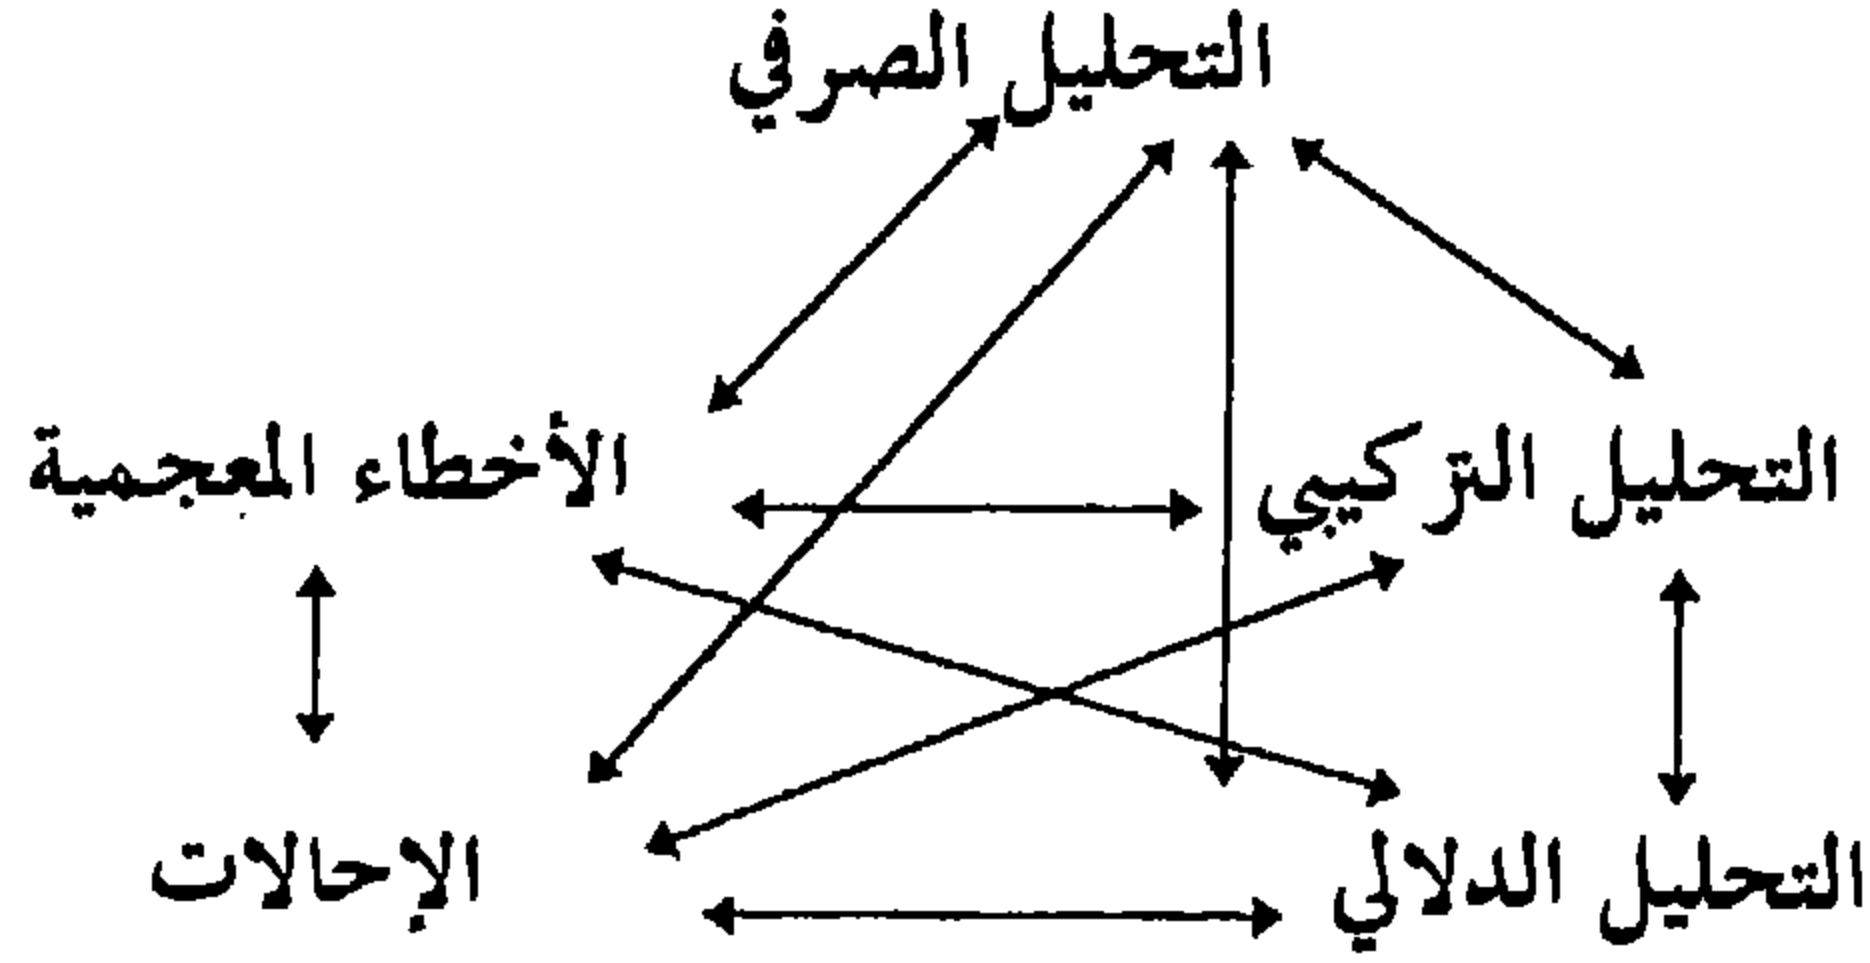 التحليل الصرفي
التحليل التركيبي
الأخطاء المعجمية
التحليل الدلالي
الإحالات